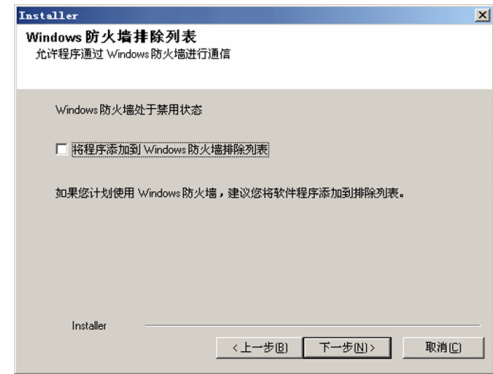 Installer
Windows 防火墙排除列表
允许程序通过 Windows 防火墙进行通信
Windows 防火墙处于禁用状态
将程序添加到 Windows 防火墙排除列表
如果您计划使用 Windows 防火墙，建议您将软件程序添加到排除列表。
Installer
<上一步(B) 下一步(N)> 取消(C)